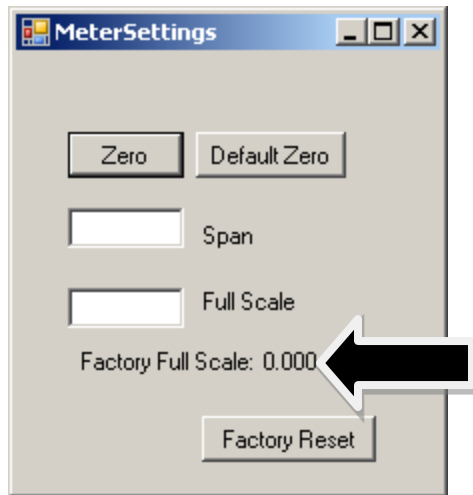 MeterSettings
Zero Default Zero
Span
Full Scale
Factory Full Scale: 0.000
Factory Reset